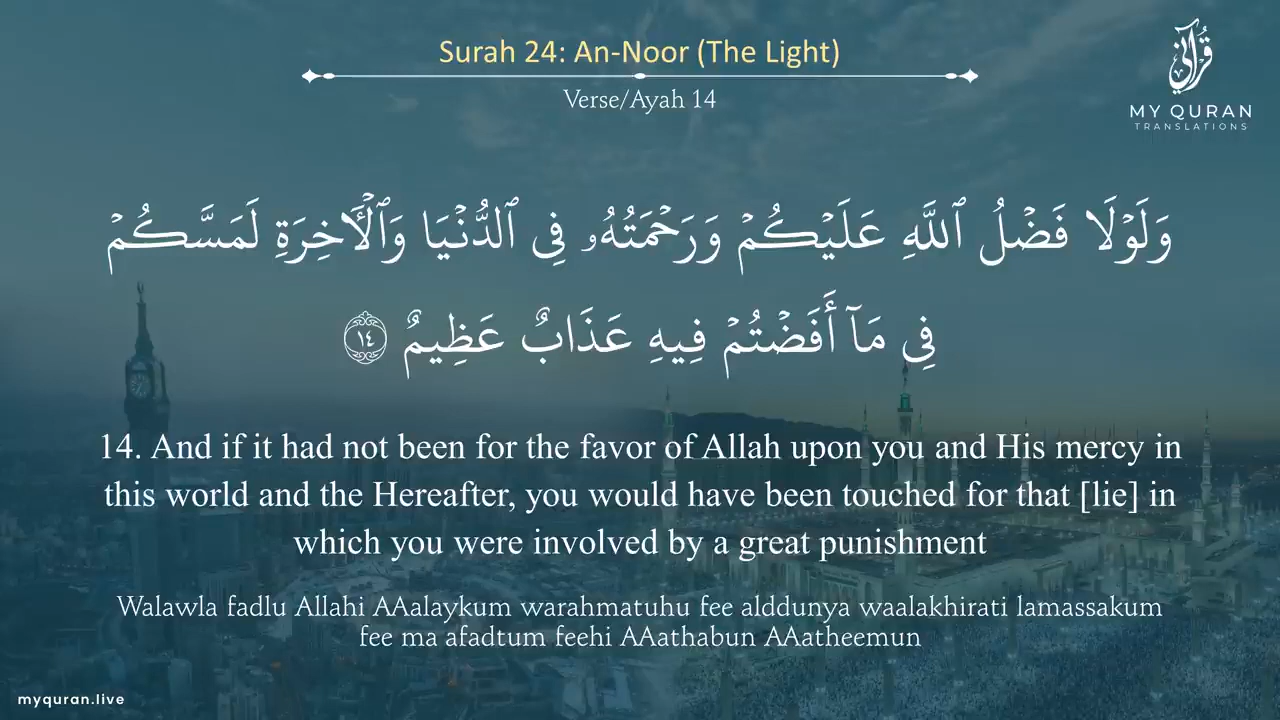 Surah 24: An-Noor (The Light)
Verse/Ayah 14
قُرْآنِي
MY QURAN
TRANSLATIONS
وَلَوْلَا فَضْلُ ٱللَّهِ عَلَيْكُمْ وَرَحْمَتُهُۥ فِى ٱلدُّنْيَا وَٱلْـَٔاخِرَةِ لَمَسَّكُمْ
فِى مَآ أَفَضْتُمْ فِيهِ عَذَابٌ عَظِيمٌ ١٤
14. And if it had not been for the favor of Allah upon you and His mercy in
this world and the Hereafter, you would have been touched for that [lie] in
which you were involved by a great punishment
Walawla fadlu Allahi AAalaykum warahmatuhu fee alddunya waalakhirati lamassakum
fee ma afadtum feehi AAathabun AAatheemun
myquran.live